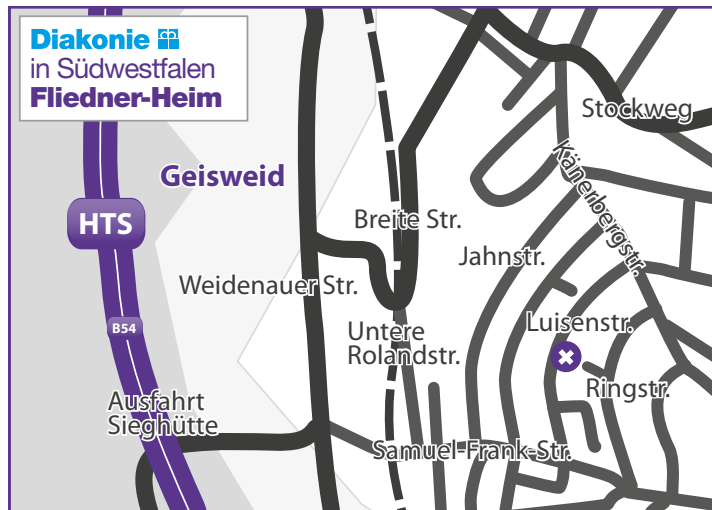 Diakonie
in Südwestfalen
Fliedner-Heim
Stockweg
Geisweid
Känerbergstr.
HTS
Breite Str.
Jahnstr.
Weidenauer Str.
B54
Untere
Rolandstr.
Luisenstr.
Ringstr.
Ausfahrt
Sieghütte
Samuel-Frank-Str.